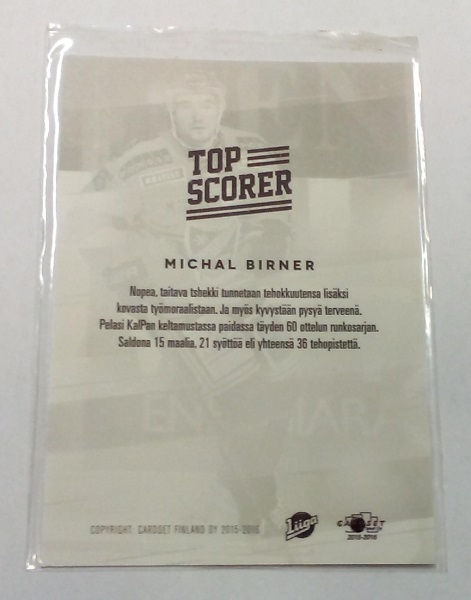 TOP
SCORER
MICHAL BIRNER
Nopea, taitava tshekki tunnetaan tehokkuutensa lisäksi
kovasta työmoraalistaan. Ja myös kyvystään pysyä terveenä.
Pelasi KalPan keltamustassa paidassa täyden 60 ottelun runkosarjan.
Saldona 15 maalia, 21 syöttöä eli yhteensä 36 tehopistettä.
COPYRIGHT: CARDSET FINLAND OY 2015-2016
Liiga
CARDSET
2015-2016